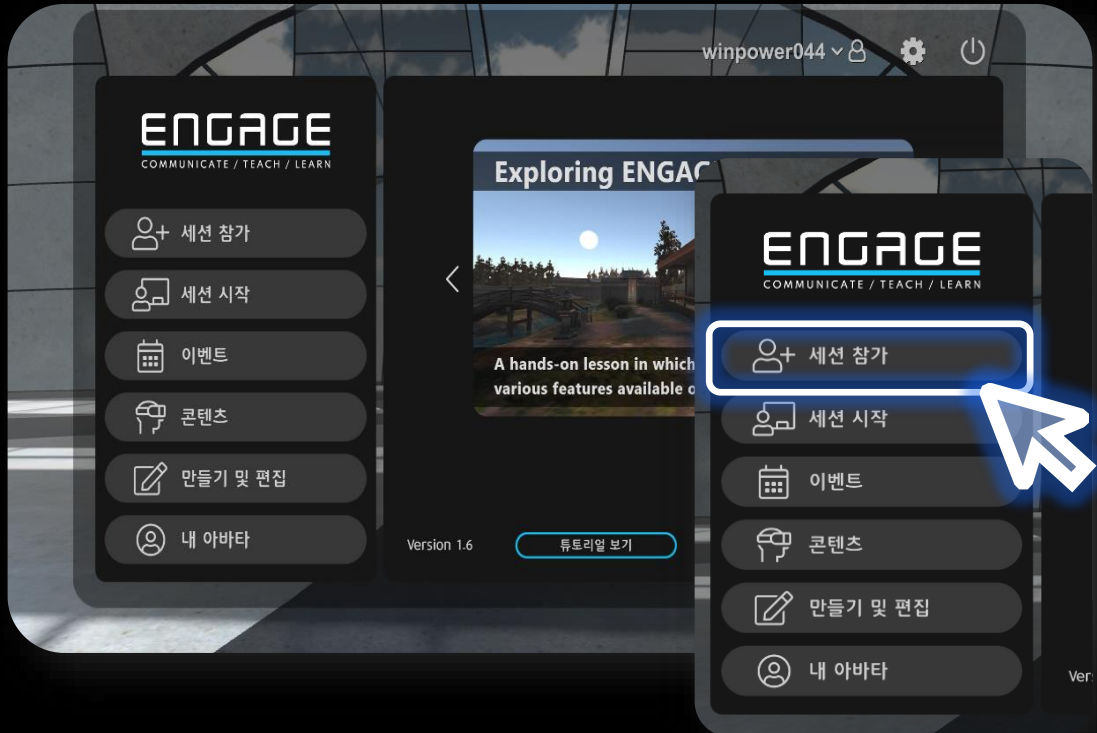 winpower044
ENGAGE
COMMUNICATE / TEACH / LEARN
세션 참가
세션 시작
이벤트
콘텐츠
만들기 및 편집
내 아바타
Exploring ENGAG
A hands-on lesson in which
various features available o
Version 1.6
튜토리얼 보기
ENGAGE
COMMUNICATE / TEACH / LEARN
세션 참가
세션 시작
이벤트
콘텐츠
만들기 및 편집
내 아바타
Ver